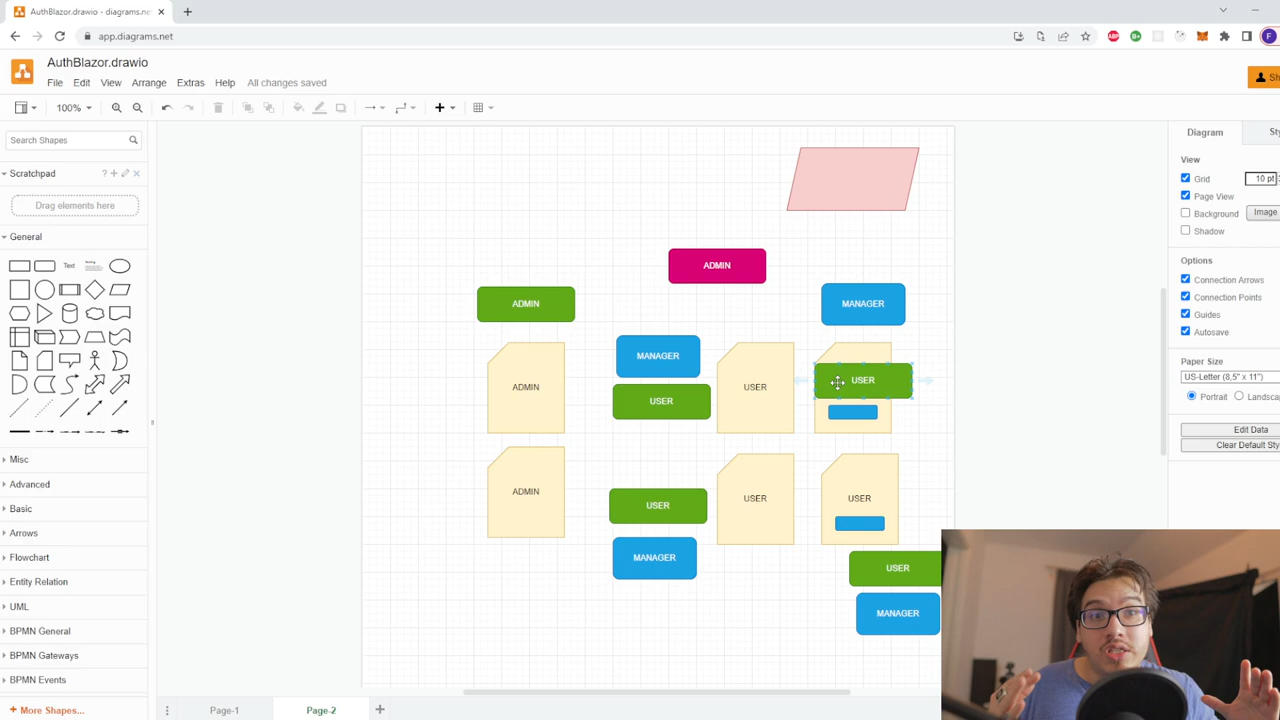 AuthBlazor.drawio - diagrams.net
app.diagrams.net
AuthBlazor.drawio
File Edit View Arrange Extras Help All changes saved
100%
Search Shapes
Scratchpad
Drag elements here
General
Text
Misc
Advanced
Basic
Arrows
Flowchart
Entity Relation
UML
BPMN General
BPMN Gateways
BPMN Events
+ More Shapes...
Page-1
Page-2
ADMIN
ADMIN
MANAGER
MANAGER
USER
ADMIN
USER
USER
ADMIN
USER
USER
USER
MANAGER
USER
MANAGER
Diagram
View
Grid
10 pt
Page View
Background
Image
Shadow
Options
Connection Arrows
Connection Points
Guides
Autosave
Paper Size
US-Letter (8,5" x 11")
Portrait
Edit Data